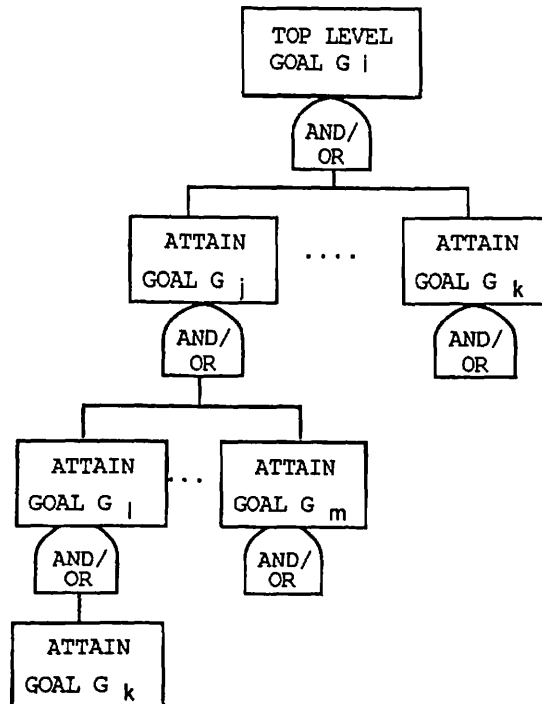 TOP LEVEL
GOAL G i
AND/
OR
ATTAIN
GOAL G j
....
ATTAIN
GOAL G k
AND/
OR
AND/
OR
ATTAIN
GOAL G l
...
ATTAIN
GOAL G m
AND/
OR
AND/
OR
ATTAIN
GOAL G k